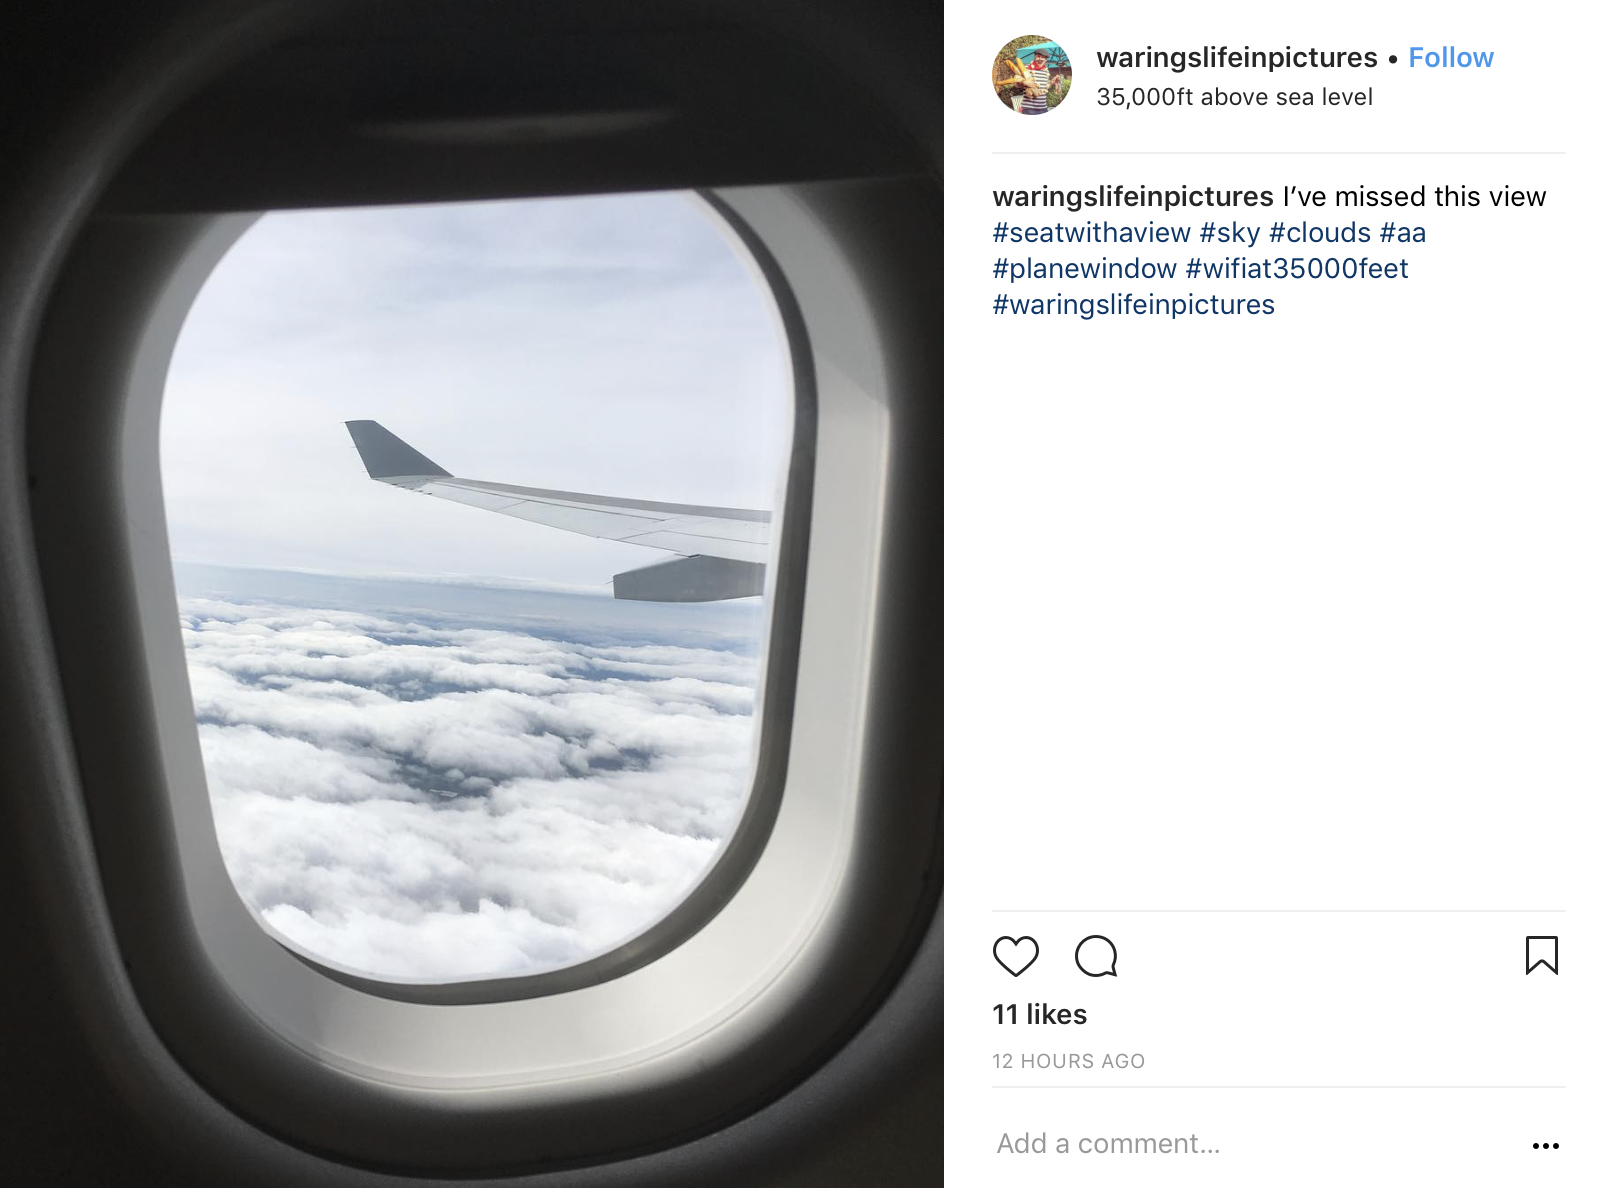 waringslifeinpictures • Follow
35,000ft above sea level
waringslifeinpictures I’ve missed this view
#seatwithaview #sky #clouds #aa
#planewindow #wifiat35000feet
#waringslifeinpictures
11 likes
12 HOURS AGO
Add a comment...